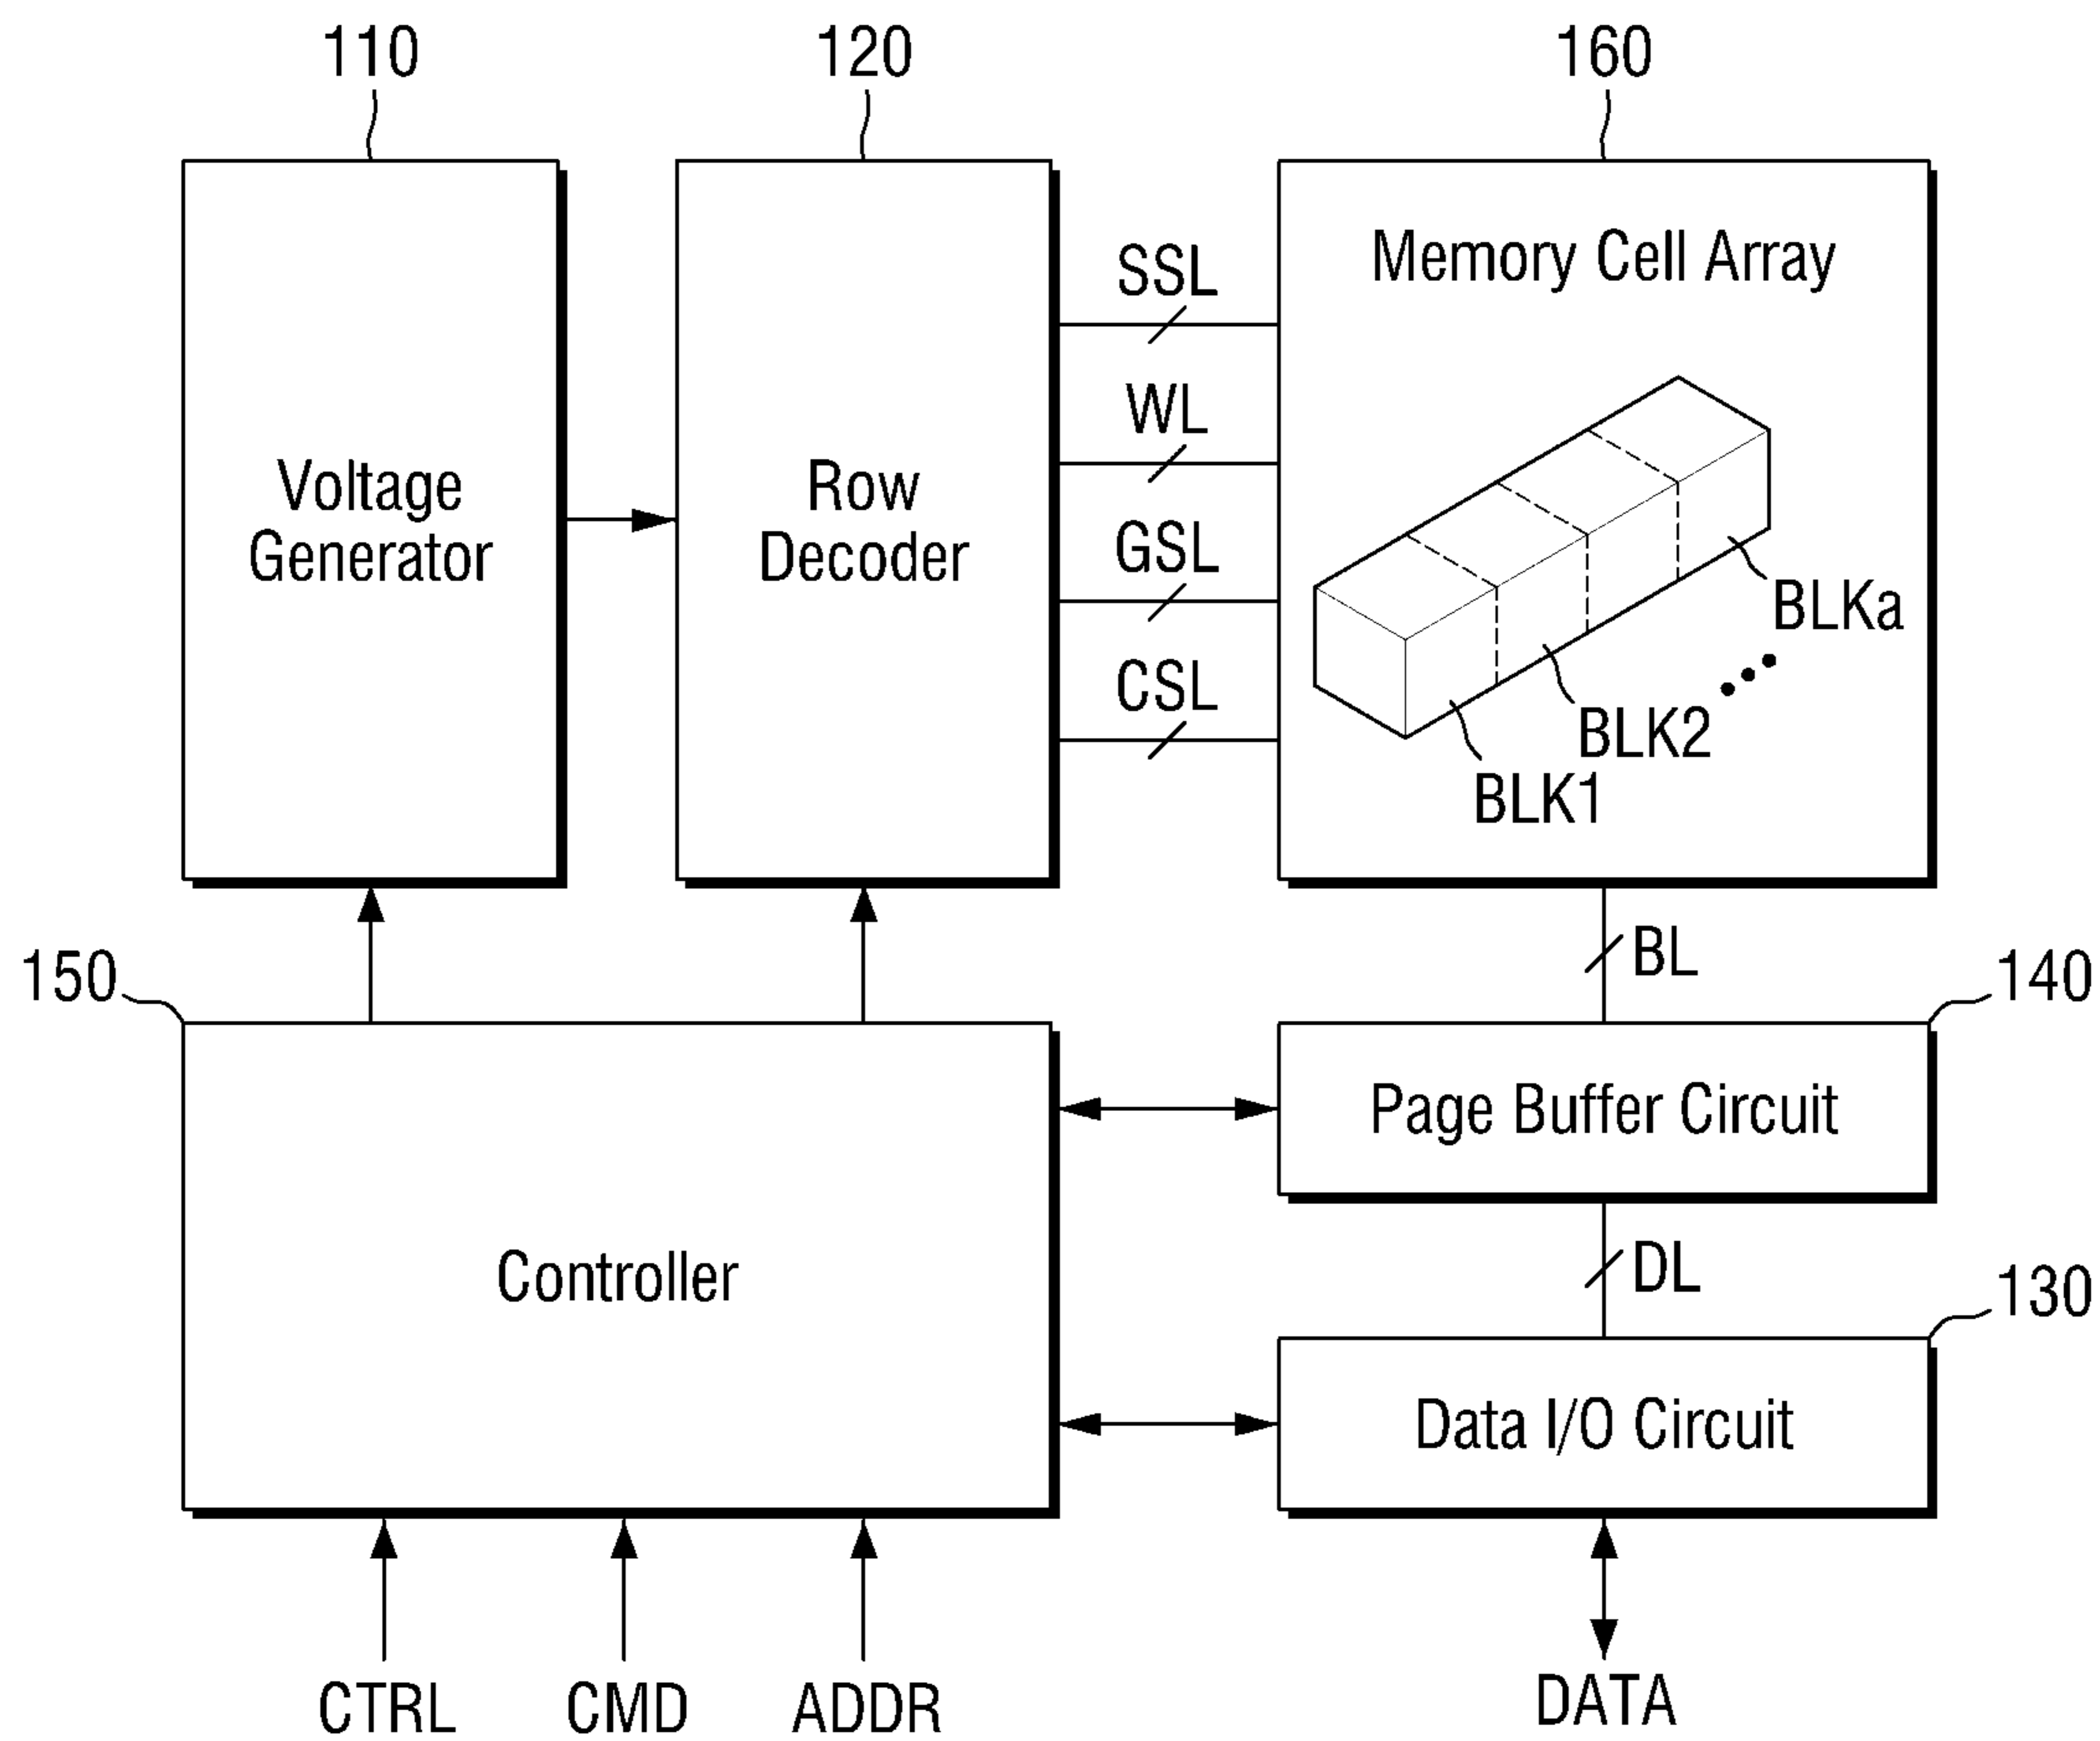 110
120
160
Voltage
Generator
Row
Decoder
SSL
WL
GSL
CSL
Memory Cell Array
BLKa
BLK2
BLK1
BL
150
140
Controller
Page Buffer Circuit
DL
130
Data I/O Circuit
CTRL
CMD
ADDR
DATA